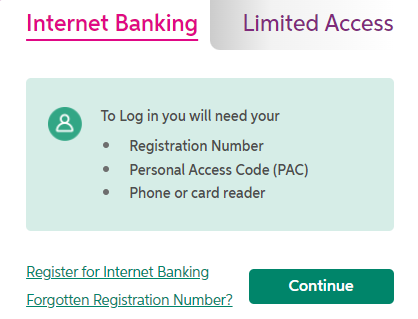 Internet Banking
Limited Access
To Log in you will need your
• Registration Number
• Personal Access Code (PAC)
• Phone or card reader
Register for Internet Banking
Continue
Forgotten Registration Number?